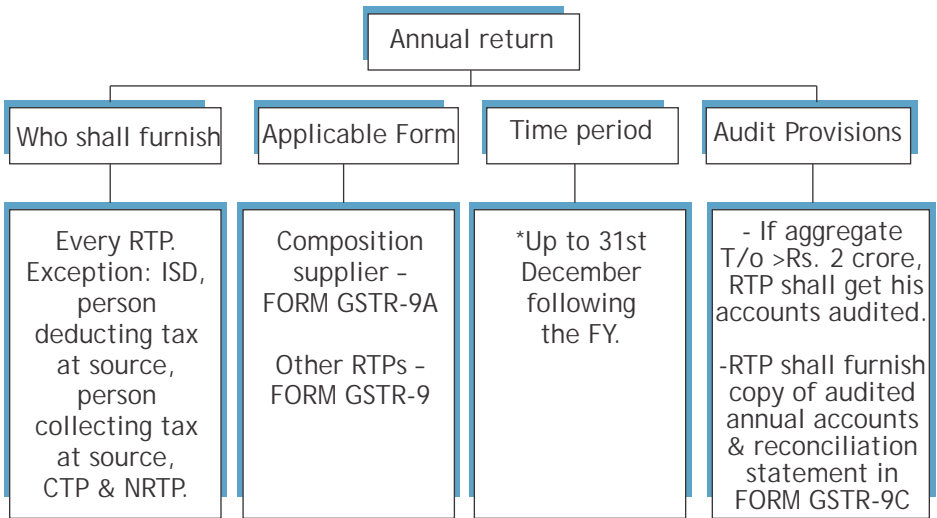 Annual return
Who shall furnish
Applicable Form
Time period
Audit Provisions
Every RTP.
Exception: ISD,
person
deducting tax
at source,
person
collecting tax
at source,
CTP & NRTP.
Composition
supplier –
FORM GSTR-9A
Other RTPs –
FORM GSTR-9
*Up to 31st
December
following
the FY.
- If aggregate
T/o >Rs. 2 crore,
RTP shall get his
accounts audited.
-RTP shall furnish
copy of audited
annual accounts
& reconciliation
statement in
FORM GSTR-9C